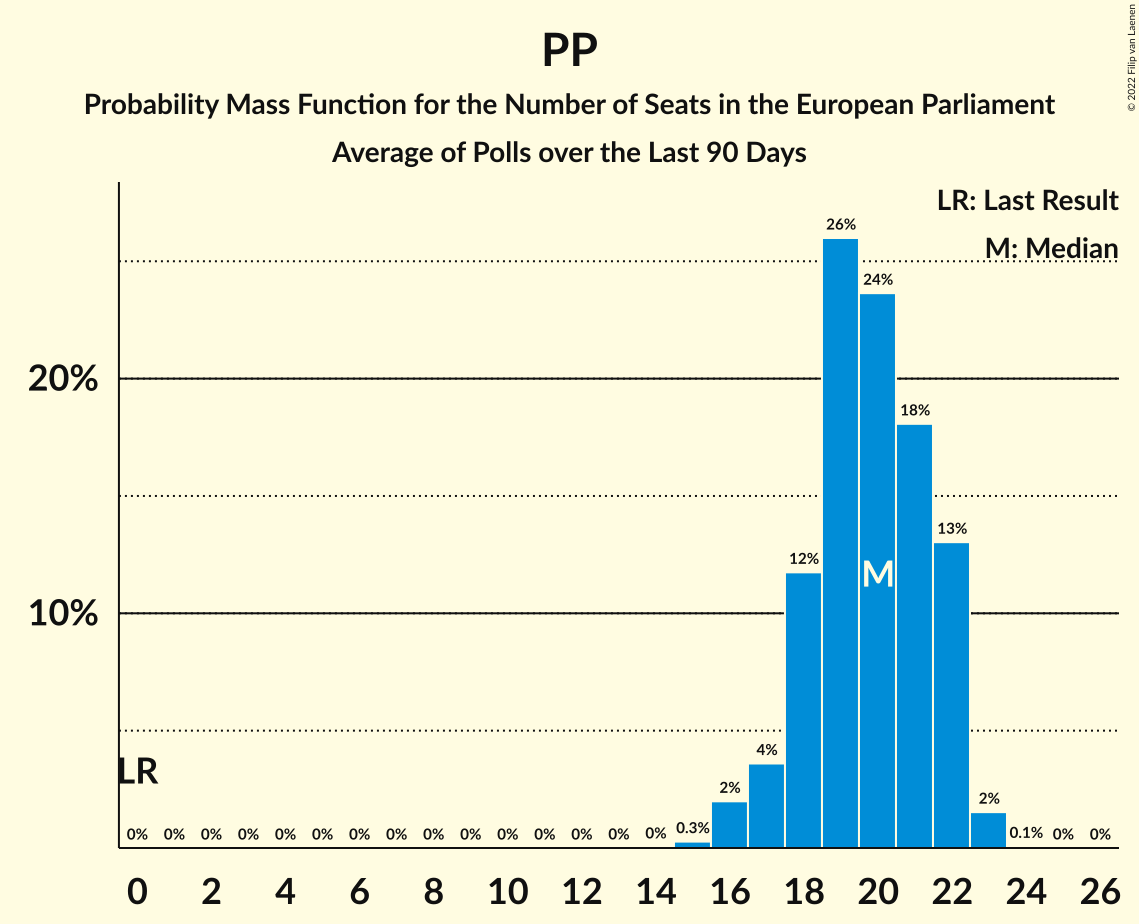 © 2022 Filip van Laenen
PP
Probability Mass Function for the Number of Seats in the European Parliament
Average of Polls over the Last 90 Days
LR: Last Result
M: Median
26%
24%
20%
18%
13%
12%
M
10%
4%
LR
2%
2%
0% 0% 0% 0% 0% 0% 0% 0% 0% 0% 0% 0% 0% 0% 0% 0.3% 0.1% 0% 0%
0 2 4 6 8 10 12 14 16 18 20 22 24 26